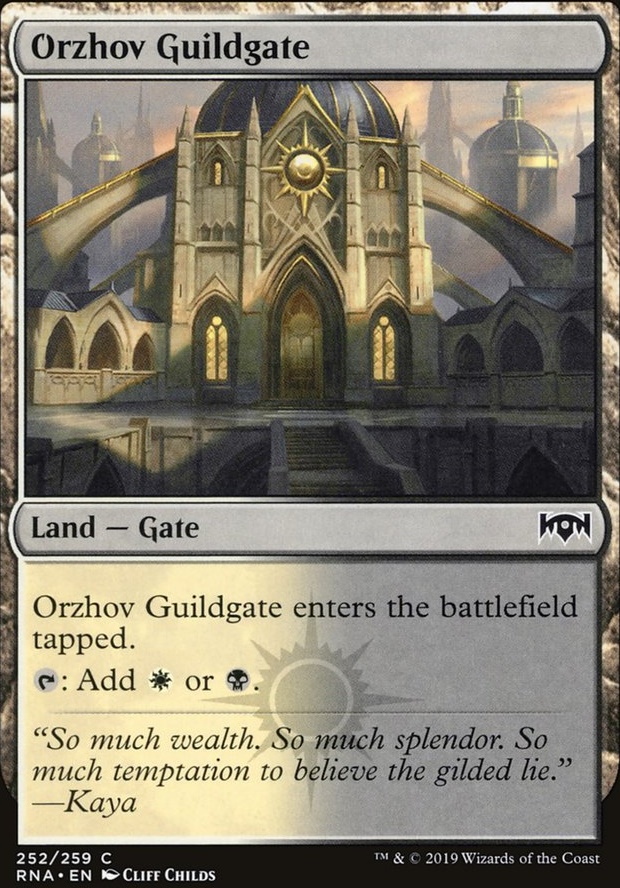 Orzhov Guildgate
Land — Gate
Orzhov Guildgate enters the battlefield
tapped.
: Add or .
“So much wealth. So much splendor. So
much temptation to believe the gilded lie.”
—Kaya
252/259 C
RNA • EN Cliff Childs
™ & © 2019 Wizards of the Coast